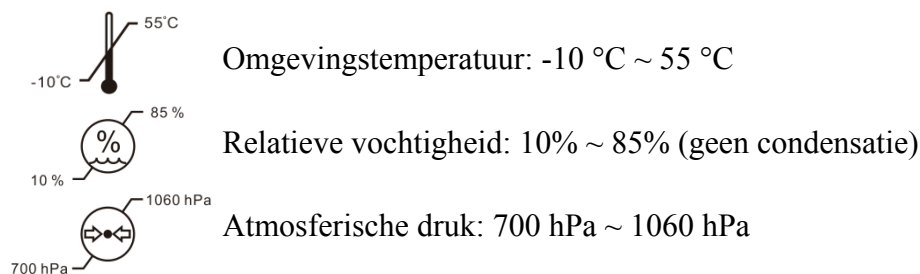 55°C
-10°C
Omgevingstemperatuur: -10 °C ~ 55 °C
85 %
%
10 %
Relatieve vochtigheid: 10% ~ 85% (geen condensatie)
1060 hPa
700 hPa
Atmosferische druk: 700 hPa ~ 1060 hPa